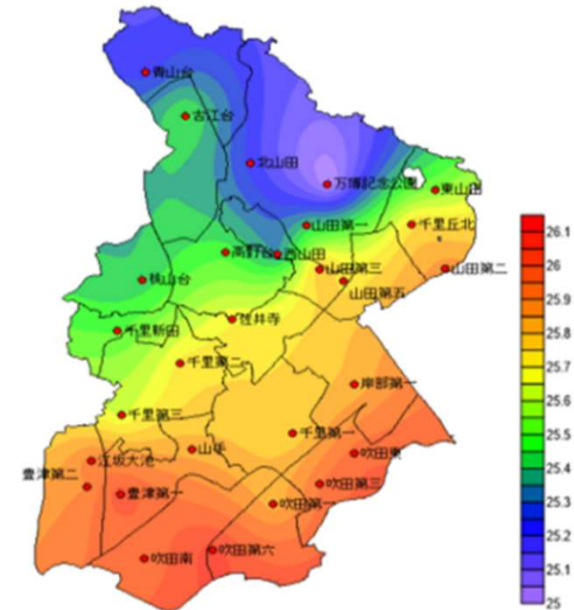 青山台
古江台
北山田
万博記念公園
東山田
山田第一
千里丘北
高野台
西山田
山田第三
山田第二
桃山台
山田第五
佐井寺
千里新田
千里第二
岸部第一
千里第三
千里第一
山手
吹田東
江坂大池
豊津第二
吹田第三
豊津第一
吹田第一
吹田第六
吹田南
26.1
26
25.9
25.8
25.7
25.6
25.5
25.4
25.3
25.2
25.1
25